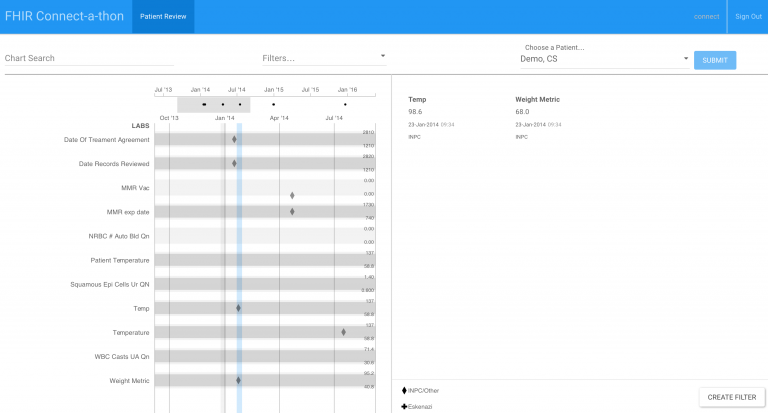 FHIR Connect-a-thon Patient Review connect Sign Out
Chart Search Filters... Choose a Patient...
Demo, CS SUBMIT
Jul '13 Jan '14 Jul '14 Jan '15 Jul '15 Jan '16
Oct '13 Jan '14 Apr '14 Jul '14
LABS
Date Of Treament Agreement 2810 1210
Date Records Reviewed 2820 1210
MMR Vac 0.00 0.00
MMR exp date 1730 740
NRBC # Auto Bld Qn 0.00 0.00
Patient Temperature 137 58.8
Squamous Epi Cells Ur QN 1.40 0.600
Temp 137 58.9
Temperature 137 58.8
WBC Casts UA Qn 71.4 30.6
Weight Metric 95.2 40.8
Temp Weight Metric
98.6 68.0
23-Jan-2014 09:34 23-Jan-2014 09:34
INPC INPC
INPC/Other
Eskenazi
CREATE FILTER